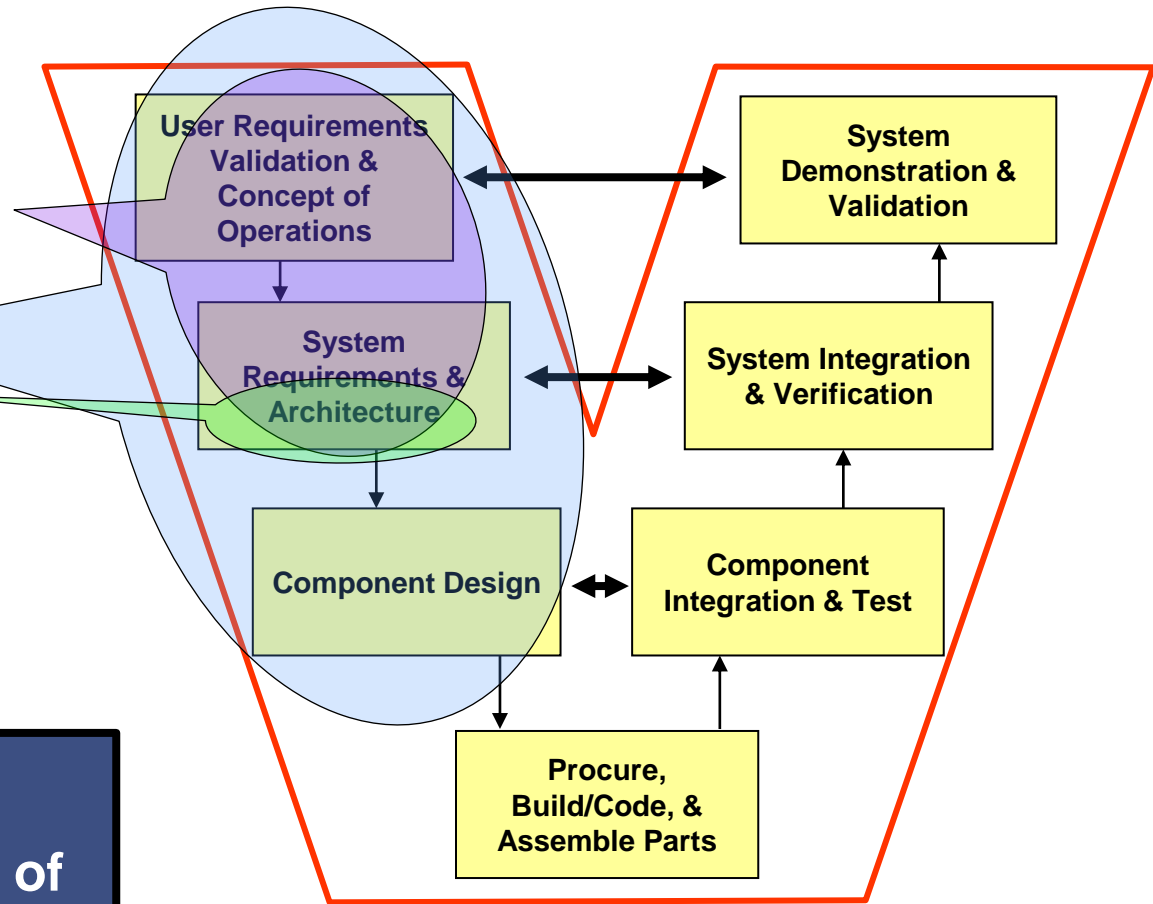 User Requirements
Validation &
Concept of
Operations
System
Demonstration &
Validation
System
Requirements &
Architecture
System Integration
& Verification
Component Design
Component
Integration & Test
Procure,
Build/Code, &
Assemble Parts
of